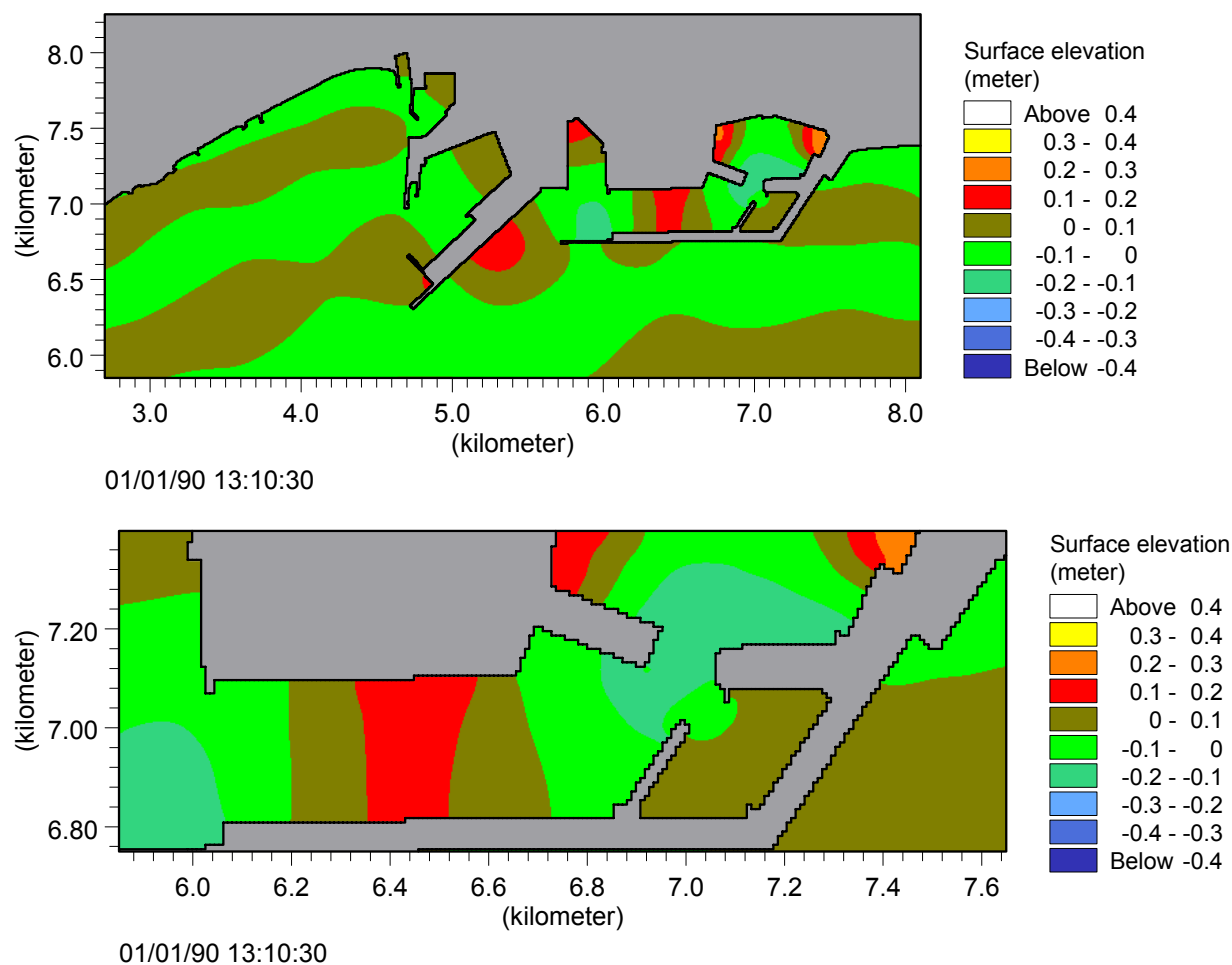 Surface elevation
(meter)
Above 0.4
0.3 - 0.4
0.2 - 0.3
0.1 - 0.2
0 - 0.1
-0.1 - 0
-0.2 - -0.1
-0.3 - -0.2
-0.4 - -0.3
Below -0.4
8.0
7.5
7.0
6.5
6.0
(kilometer)
3.0 4.0 5.0 6.0 7.0 8.0
(kilometer)
01/01/90 13:10:30
Surface elevation
(meter)
Above 0.4
0.3 - 0.4
0.2 - 0.3
0.1 - 0.2
0 - 0.1
-0.1 - 0
-0.2 - -0.1
-0.3 - -0.2
-0.4 - -0.3
Below -0.4
7.20
7.00
6.80
(kilometer)
6.0 6.2 6.4 6.6 6.8 7.0 7.2 7.4 7.6
(kilometer)
01/01/90 13:10:30